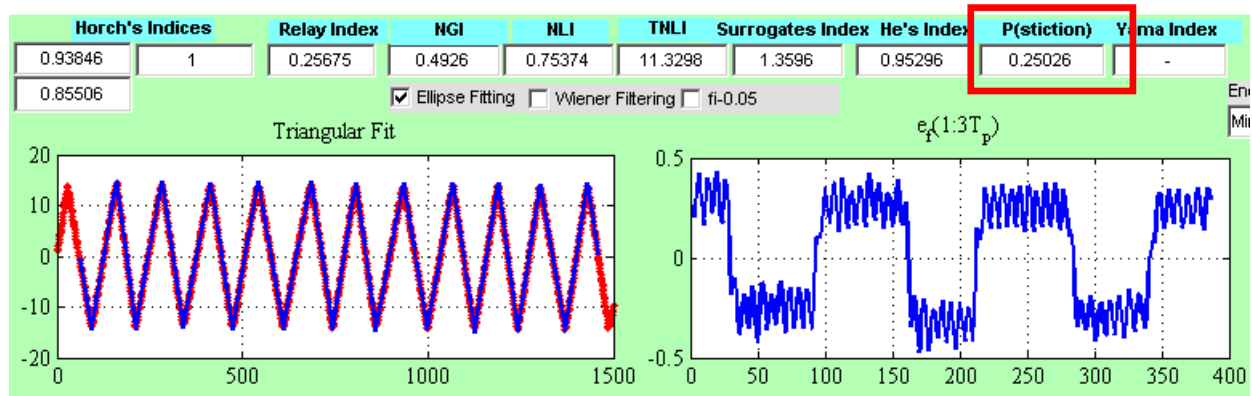 Horch's Indices Relay Index NGI NLI TNLI Surrogates Index He's Index P(stiction) Yama Index
0.93846 1 0.25675 0.4926 0.75374 11.3298 1.3596 0.95296 0.25026 -
0.85506 Ellipse Fitting Wiener Filtering fi-0.05
Triangular Fit e_f(1:3T_p)
20
10
0
-10
-20
0 500 1000 1500
0.5
0
-0.5
0 50 100 150 200 250 300 350 400